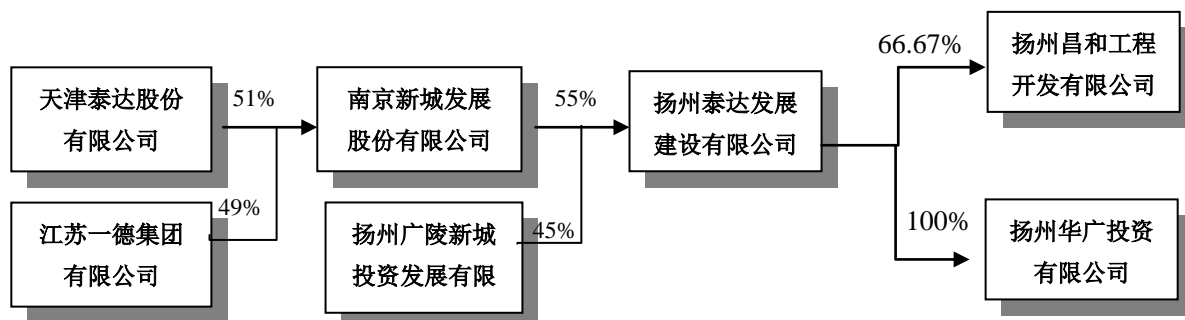 天津泰达股份
有限公司
51%
江苏一德集团
有限公司
49%
南京新城发展
股份有限公司
55%
扬州广陵新城
投资发展有限
45%
扬州泰达发展
建设有限公司
66.67%
扬州昌和工程
开发有限公司
100%
扬州华广投资
有限公司